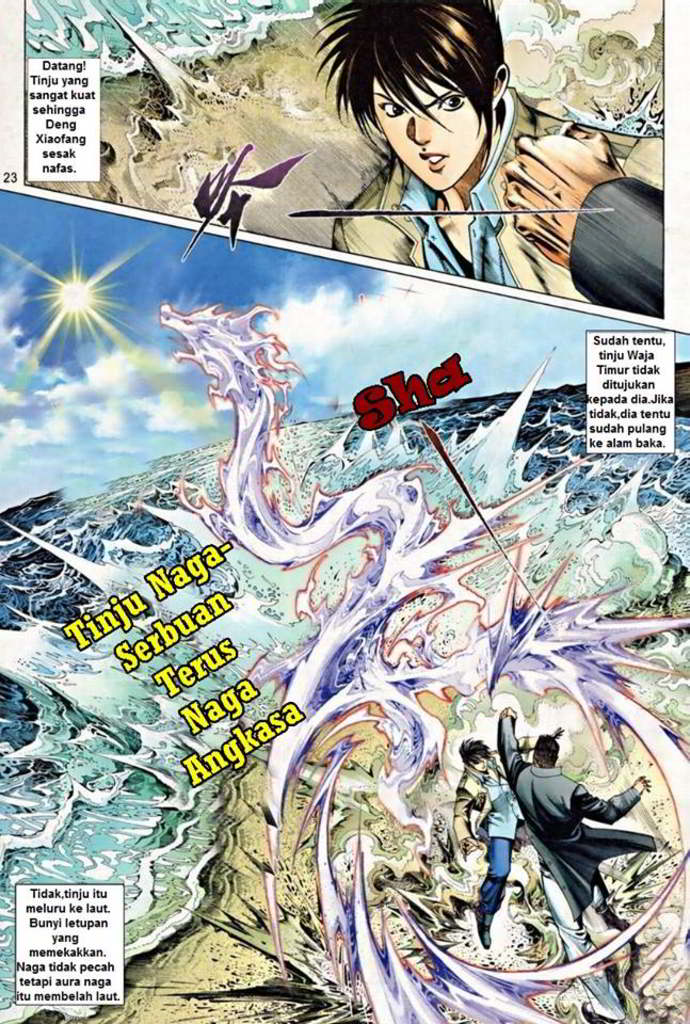 Datang!
Tinju yang
sangat kuat
sehingga
Deng
Xiaofang
sesak
nafas.
23
Sudah tentu,
tinju Waja
Timur tidak
ditujukan
kepada dia.Jika
tidak,dia tentu
sudah pulang
ke alam baka.
Sha
Tinju Naga-
Serbuan
Terus
Naga
Angkasa
Tidak,tinju itu
meluru ke laut.
Bunyi letupan
yang
memekakkan.
Naga tidak pecah
tetapi aura naga
itu membelah laut.